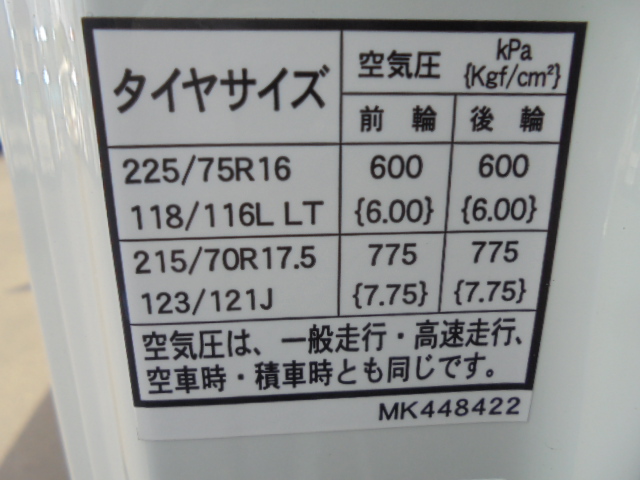 タイヤサイズ
空気圧
kPa
{Kgf/cm²}
前輪
後輪
225/75R16
118/116L LT
600
{6.00}
600
{6.00}
215/70R17.5
123/121J
775
{7.75}
775
{7.75}
空気圧は、一般走行・高速走行、
空車時・積車時とも同じです。
MK448422